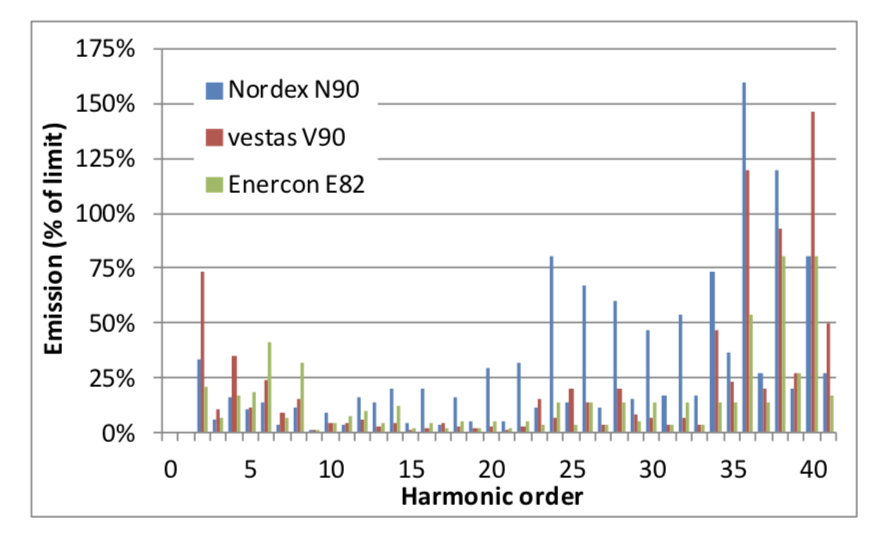 175%
150%
125%
100%
75%
50%
25%
0%
Emission (% of limit)
Nordex N90
vestas V90
Enercon E82
0 5 10 15 20 25 30 35 40
Harmonic order